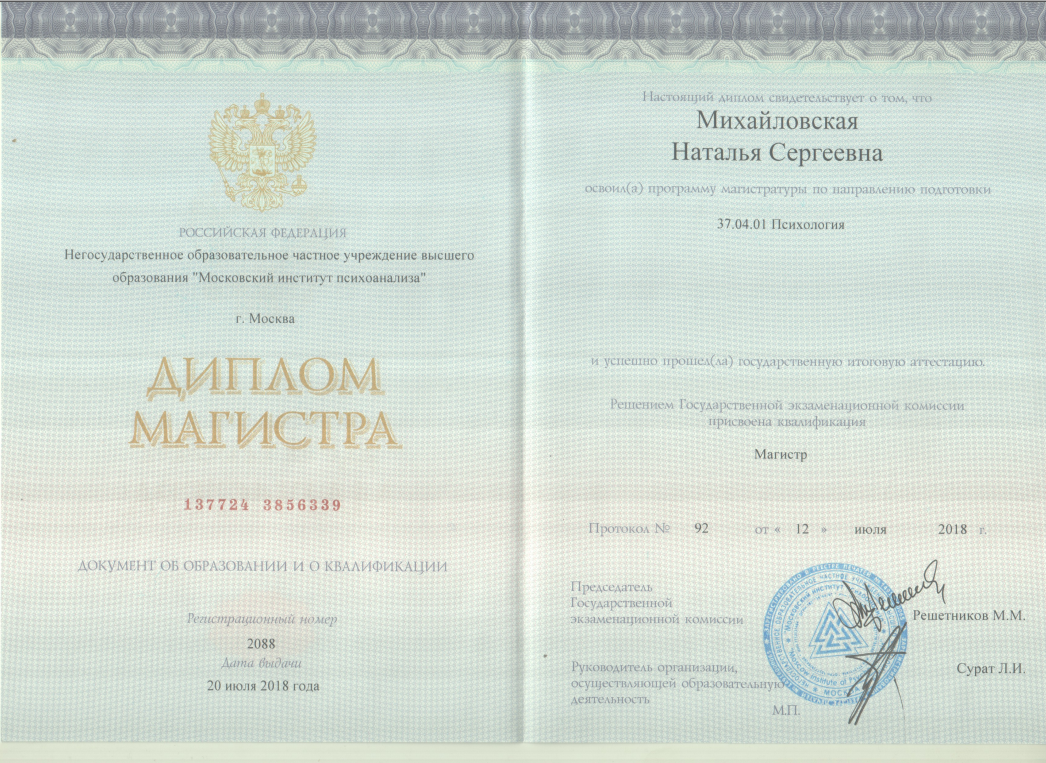 РОССИЙСКАЯ ФЕДЕРАЦИЯ
Негосударственное образовательное частное учреждение высшего
образования "Московский институт психоанализа"
г. Москва
ДИПЛОМ
МАГИСТРА
137724 3856339
ДОКУМЕНТ ОБ ОБРАЗОВАНИИ И О КВАЛИФИКАЦИИ
Регистрационный номер
2088
Дата выдачи
20 июля 2018 года
Настоящий диплом свидетельствует о том, что
Михайловская
Наталья Сергеевна
освоил(а) программу магистратуры по направлению подготовки
37.04.01 Психология
и успешно прошел(ла) государственную итоговую аттестацию.
Решением Государственной экзаменационной комиссии
присвоена квалификация
Магистр
Протокол № 92 от « 12 » июля 2018 г.
Председатель
Государственной
экзаменационной комиссии
Решетников М.М.
Руководитель организации,
осуществляющей образовательную
деятельность
Сурат Л.И.
М.П.